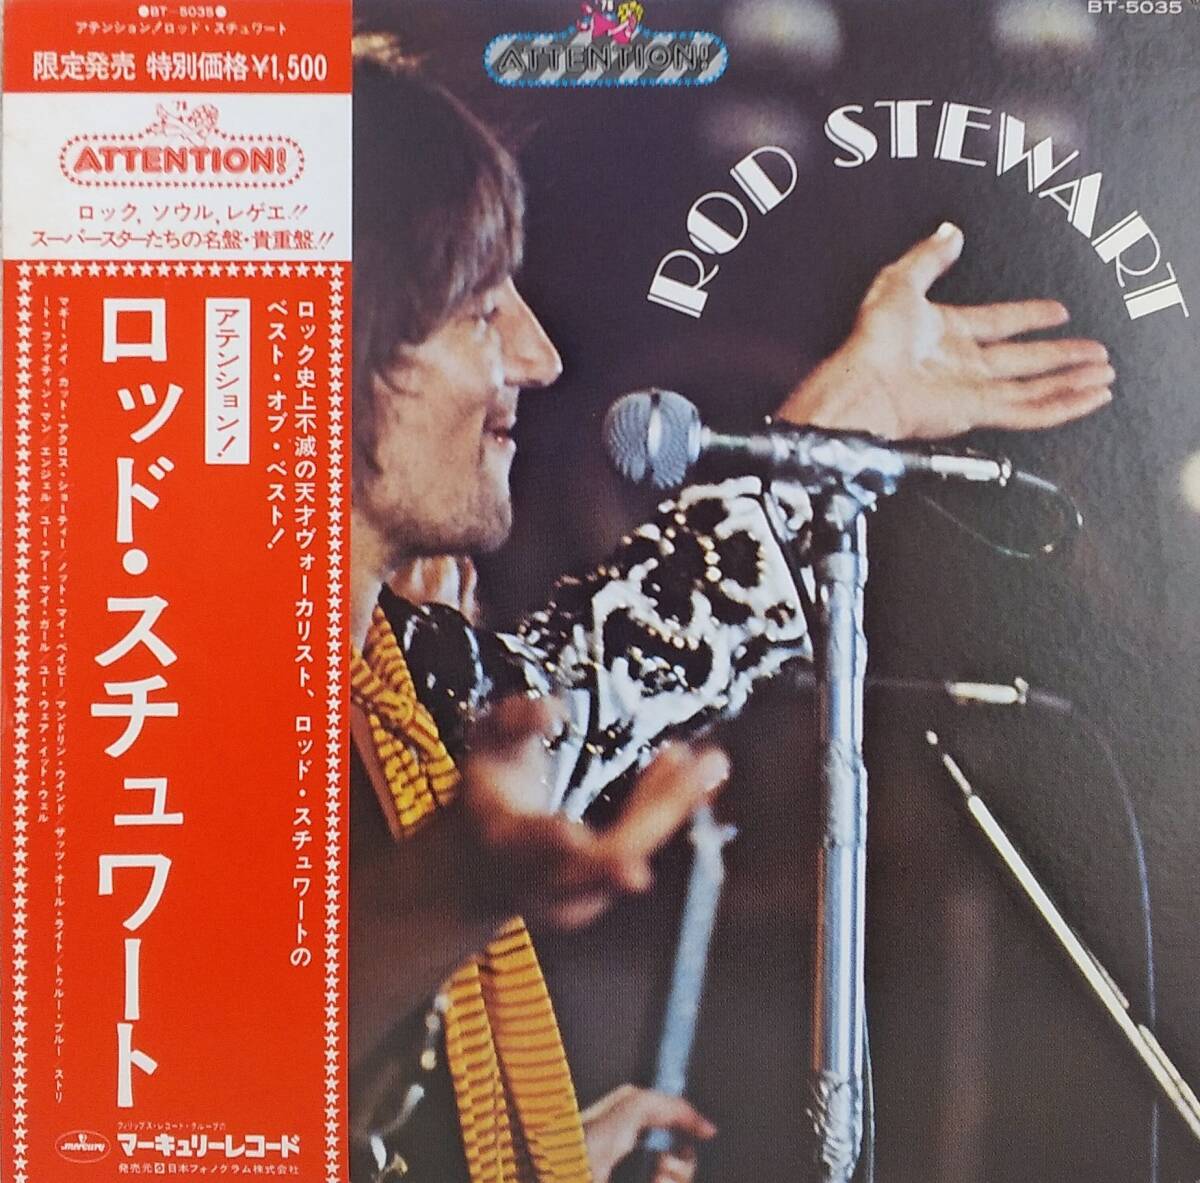 ●BT-5035●
アテンション!/ロッド・スチュワート
限定発売 特別価格¥1,500
'78
ATTENTION!
ロック、ソウル、レゲエ!!
スーパースターたちの名盤・貴重盤!!
ロック史上不滅の天才ヴォーカリスト、ロッド・スチュワートの
ベスト・オブ・ベスト!
アテンション!
ロッド・スチュワート
マギー・メイ/カット・アクロス・ショーティー/ノット・マイ・ベイビー/マンドリン・ウインド/ザッツ・オール・ライト/トゥルー・ブルー/ストリ
ート・ファイティン・マン/エンジェル/ユー・アー・マイ・ガール/ユー・ウェア・イット・ウェル
フィリップス・レコード・グループの
mercury
マーキュリーレコード
発売元 日本フォノグラム株式会社
'78
ATTENTION!
BT-5035
ROD STEWART